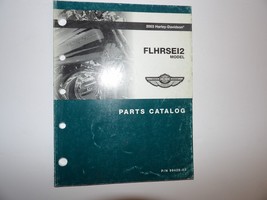 2003 Harley-Davidson®
FLHRSEI2
MODEL
PARTS CATALOG